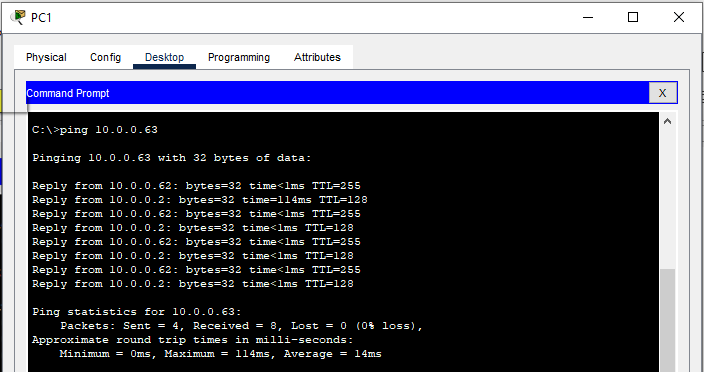 PC1
Physical Config Desktop Programming Attributes
Command Prompt X
C:\>ping 10.0.0.63
Pinging 10.0.0.63 with 32 bytes of data:
Reply from 10.0.0.62: bytes=32 time<1ms TTL=255
Reply from 10.0.0.2: bytes=32 time=114ms TTL=128
Reply from 10.0.0.62: bytes=32 time<1ms TTL=255
Reply from 10.0.0.2: bytes=32 time<1ms TTL=128
Reply from 10.0.0.62: bytes=32 time<1ms TTL=255
Reply from 10.0.0.2: bytes=32 time<1ms TTL=128
Reply from 10.0.0.62: bytes=32 time<1ms TTL=255
Reply from 10.0.0.2: bytes=32 time<1ms TTL=128
Ping statistics for 10.0.0.63:
Packets: Sent = 4, Received = 8, Lost = 0 (0% loss),
Approximate round trip times in milli-seconds:
Minimum = 0ms, Maximum = 114ms, Average = 14ms